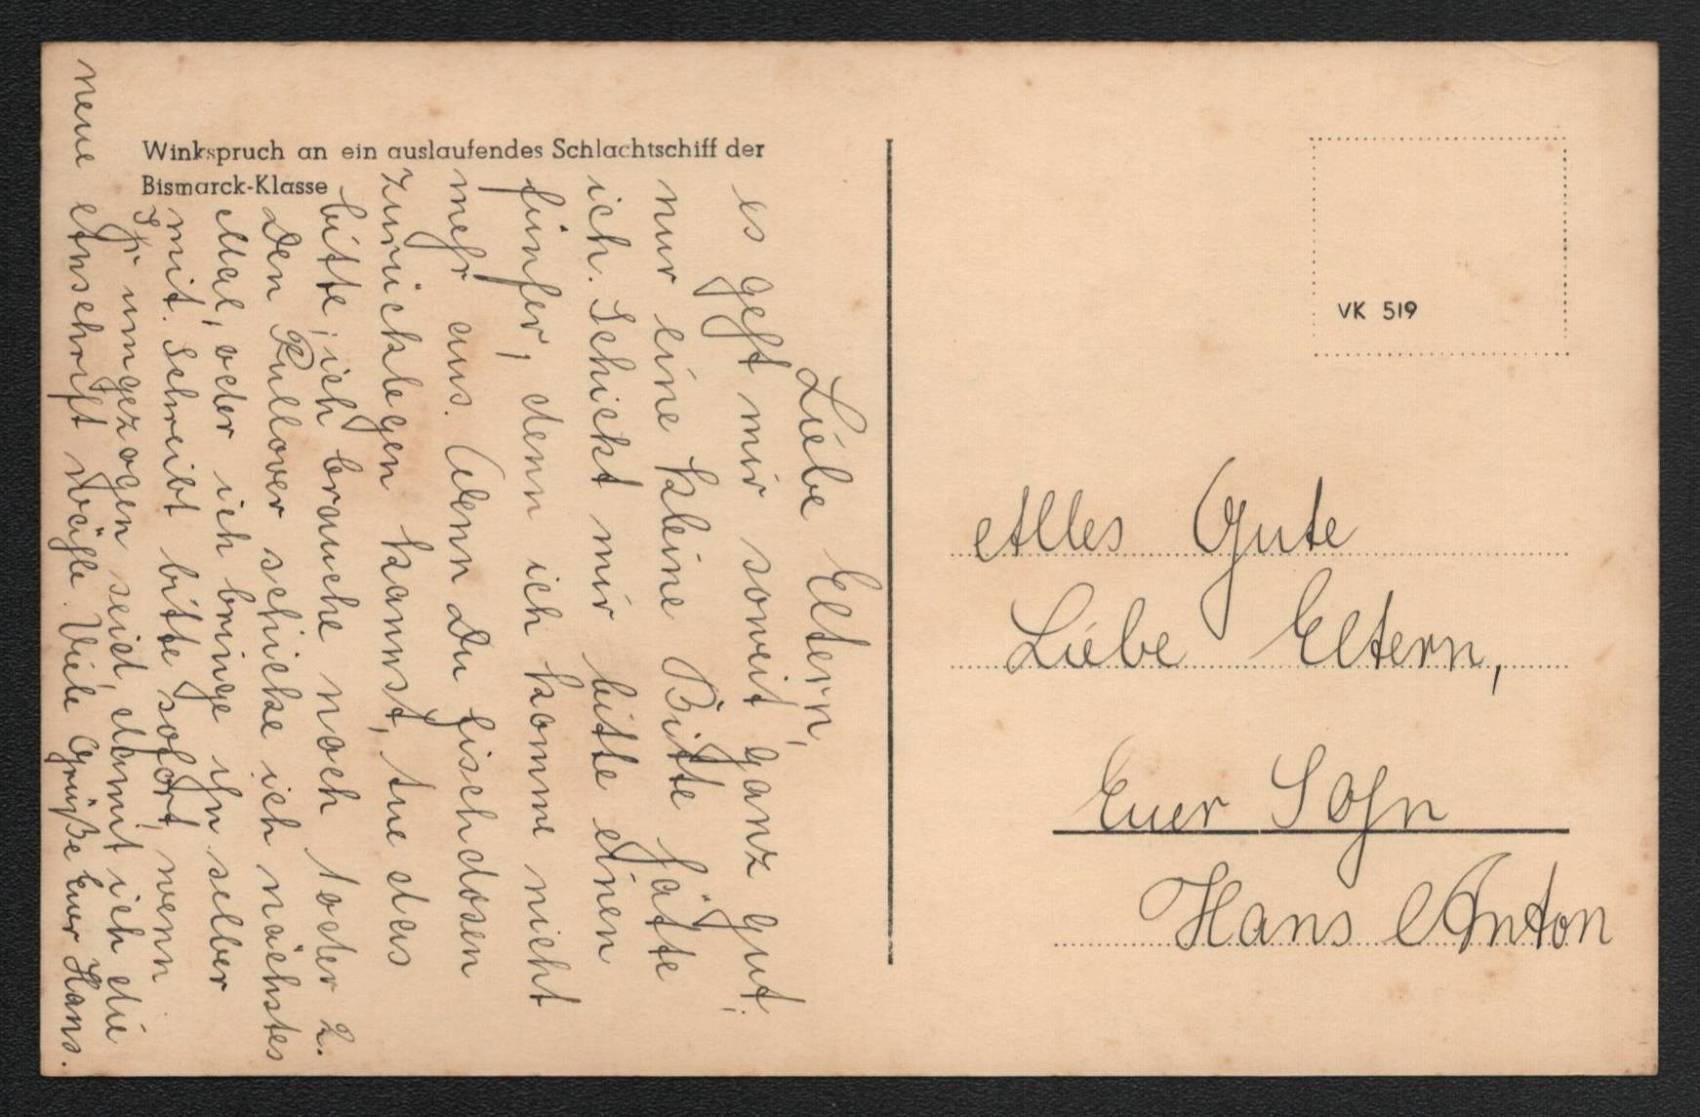 Winkspruch an ein auslaufendes Schlachtschiff der
Bismarck-Klasse
Liebe Eltern,
es geht mir soweit ganz gut,
nur eine kleine Bitte hätte
ich. Schickt mir bitte einen
fünfer, denn ich komme nicht
mehr aus. Wenn Du Fischdosen
zurücklegen kannst, tue das
bitte, ich brauche noch 1 oder 2.
Den Pullover schicke ich nächstes
Mal, oder ich bringe ihn selber
mit. Schreibt bitte sofort, wenn
Ihr umgezogen seid, damit ich die
neue Anschrift weiß. Viele Grüße Euer Hans.
VK 519
Alles Gute
Liebe Eltern,
Euer Sohn
Hans Anton